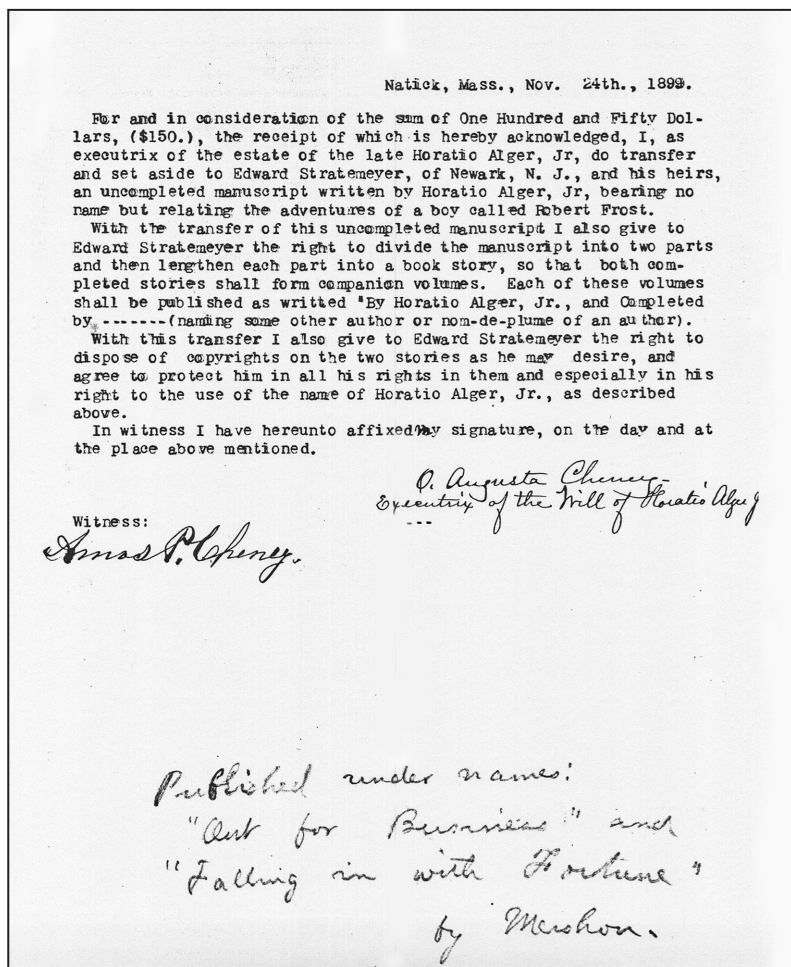 Natick, Mass., Nov. 24th., 1899.
For and in consideration of the sum of One Hundred and Fifty Dol-
lars, ($150.), the receipt of which is hereby acknowledged, I, as
executrix of the estate of the late Horatio Alger, Jr, do transfer
and set aside to Edward Stratemeyer, of Newark, N. J., and his heirs,
an uncompleted manuscript written by Horatio Alger, Jr, bearing no
name but relating the adventures of a boy called Robert Frost.
With the transfer of this uncompleted manuscript I also give to
Edward Stratemeyer the right to divide the manuscript into two parts
and then lengthen each part into a book story, so that both com-
pleted stories shall form companion volumes. Each of these volumes
shall be published as writted "By Horatio Alger, Jr., and Completed
by -------(naming some other author or nom-de-plume of an author).
With this transfer I also give to Edward Stratemeyer the right to
dispose of copyrights on the two stories as he may desire, and
agree to protect him in all his rights in them and especially in his
right to the use of the name of Horatio Alger, Jr., as described
above.
In witness I have hereunto affixed my signature, on the day and at
the place above mentioned.
O. Augusta Cheney
Executrix of the Will of Horatio Alger Jr
Witness:
---
Amos P. Cheney.
Published under names:
"Out for Business" and
"Falling in with Fortune"
by Mershon.